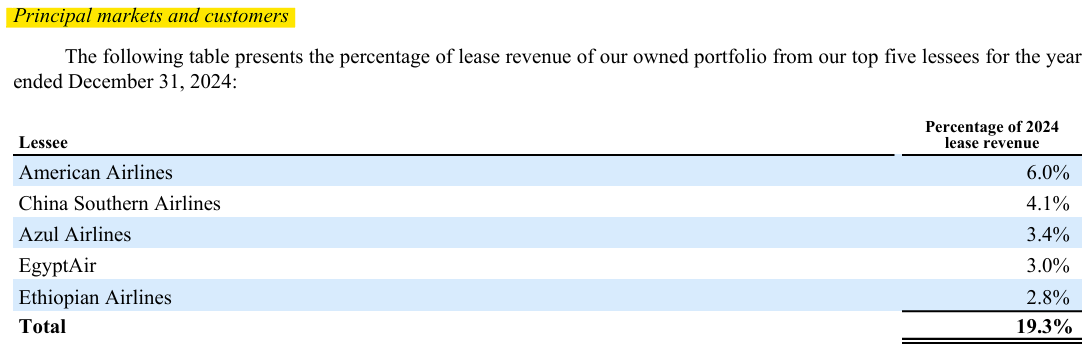 Principal markets and customers
The following table presents the percentage of lease revenue of our owned portfolio from our top five lessees for the year
ended December 31, 2024:
Lessee Percentage of 2024 lease revenue
American Airlines 6.0%
China Southern Airlines 4.1%
Azul Airlines 3.4%
EgyptAir 3.0%
Ethiopian Airlines 2.8%
Total 19.3%